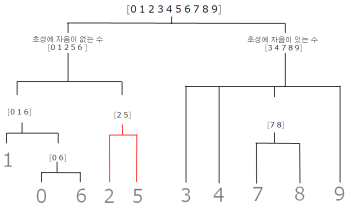 [0 1 2 3 4 5 6 7 8 9]
초성에 자음이 없는 수
[0 1 2 5 6 ]
초성에 자음이 있는 수
[3 4 7 8 9]
[0 1 6]
[2 5]
[7 8]
[0 6]
1
0 6 2 5 3 4 7 8 9